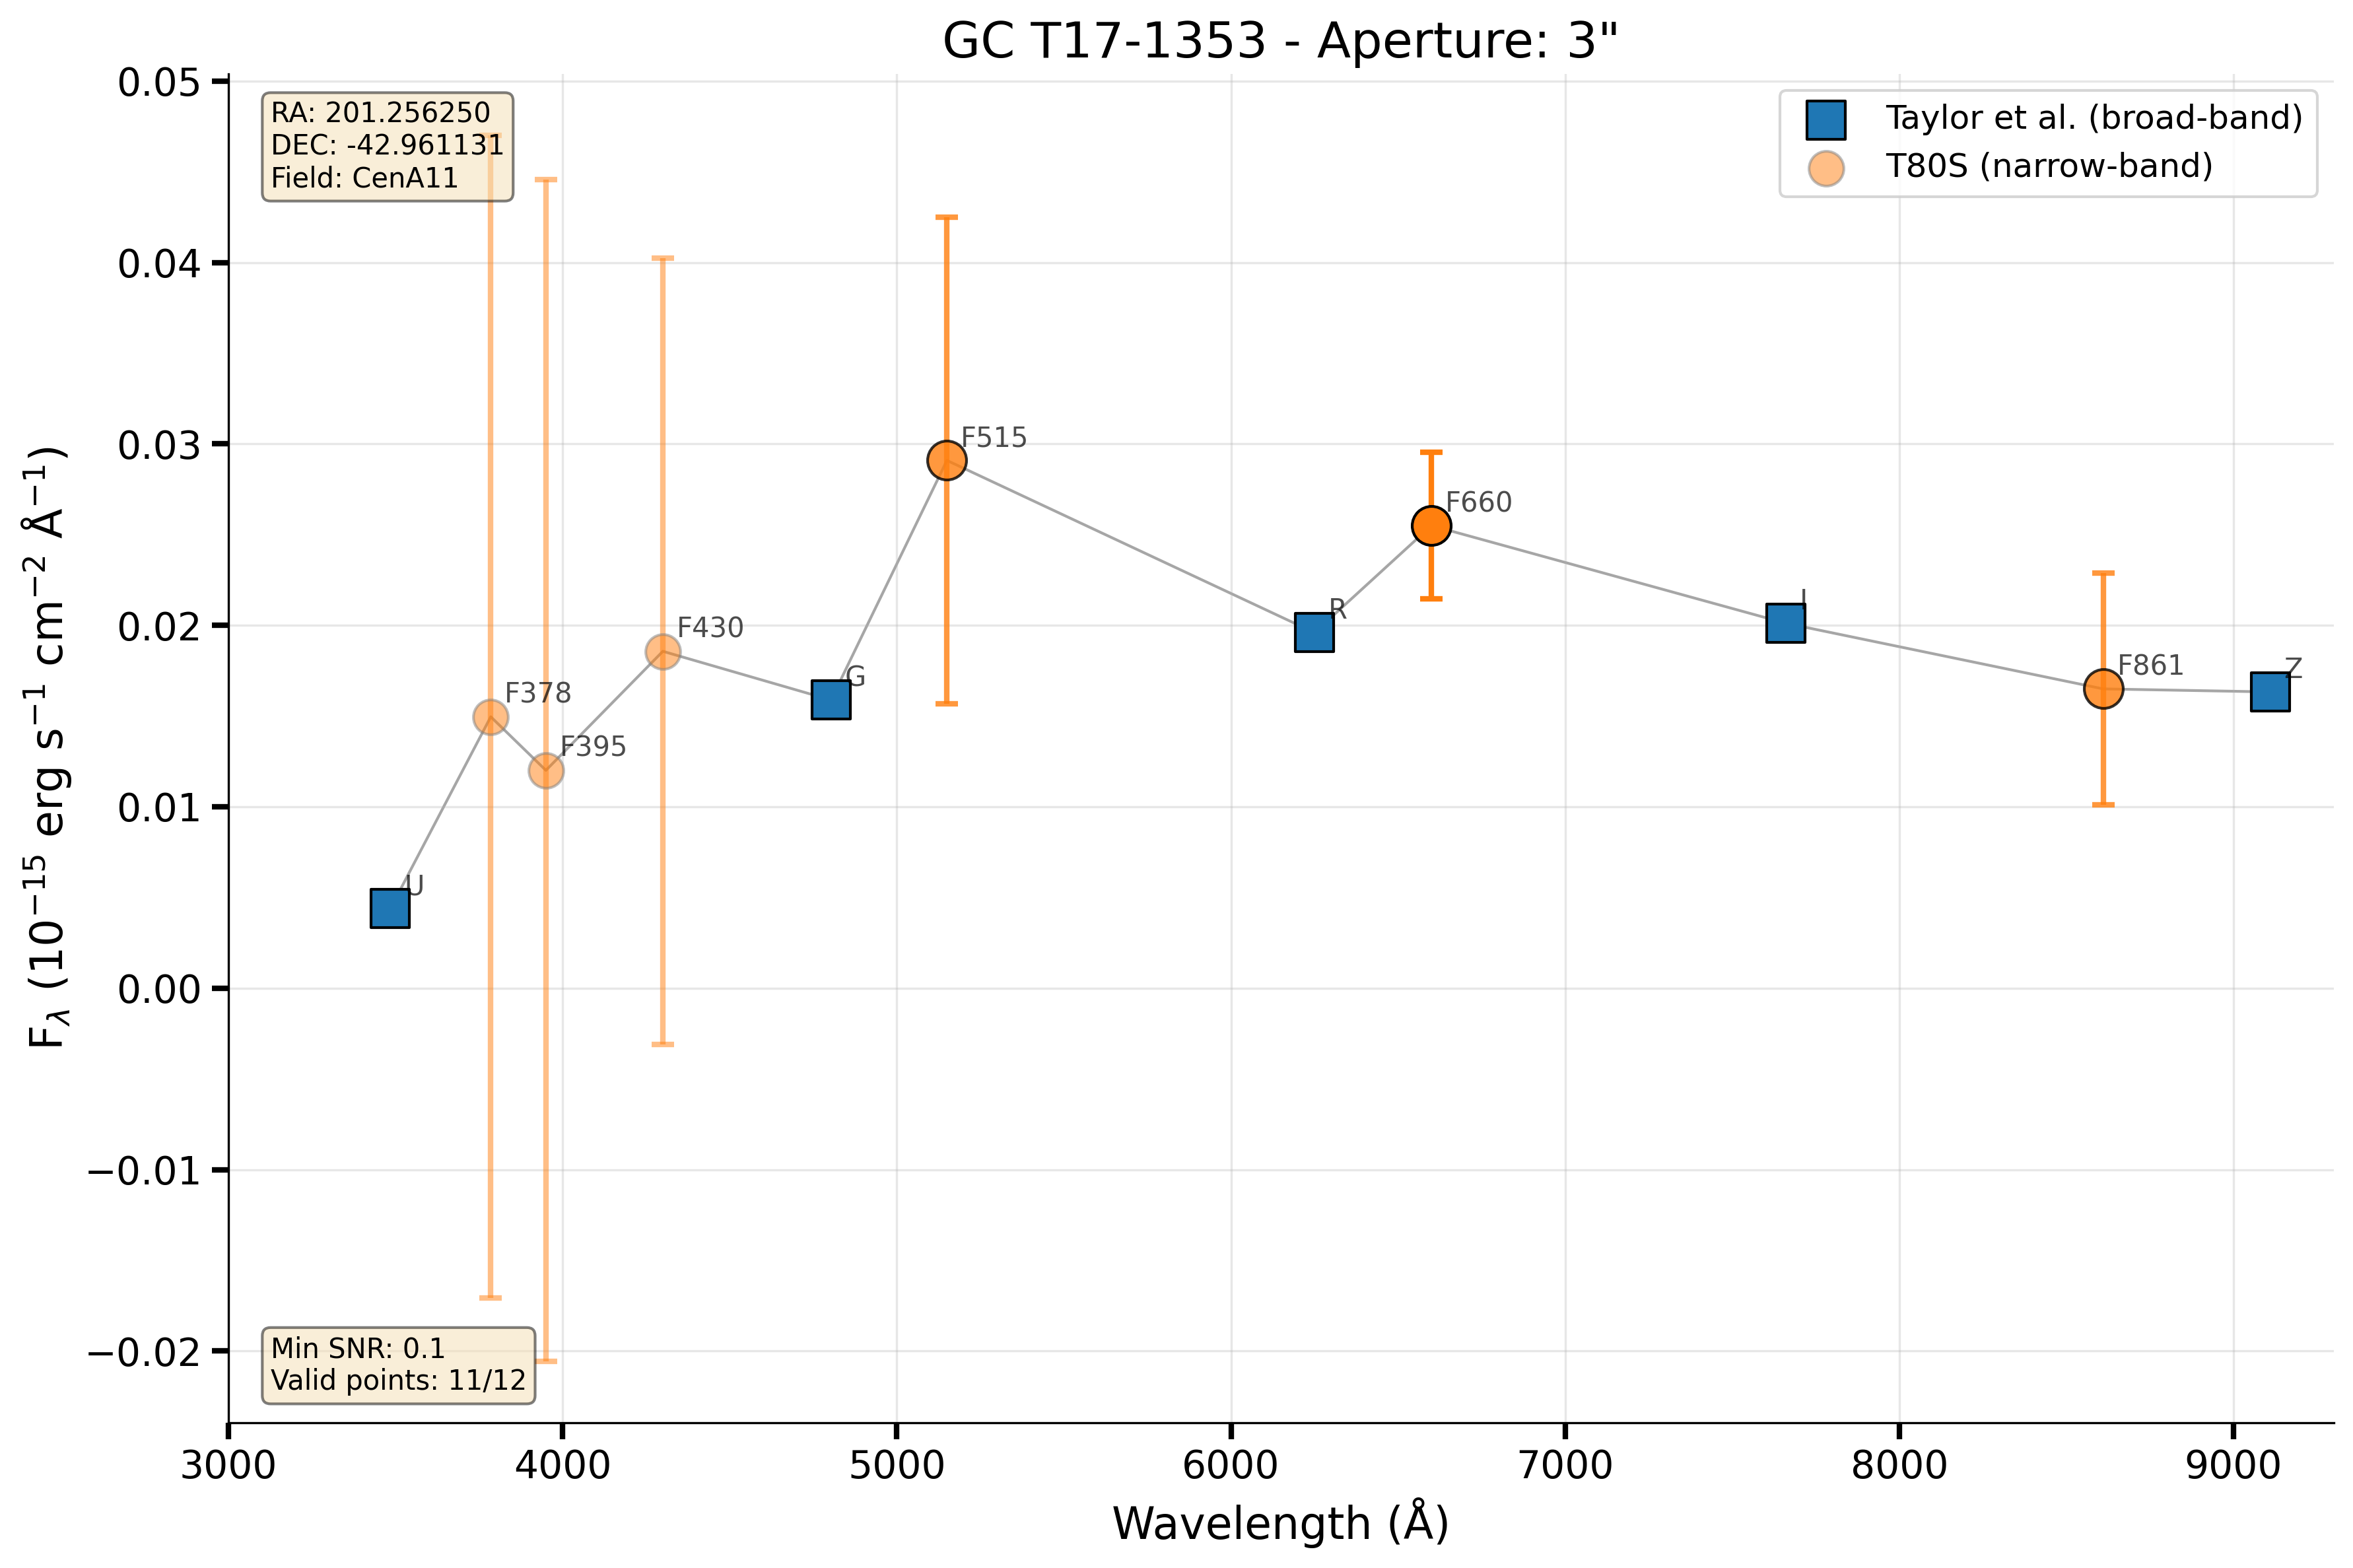 GC T17-1353 - Aperture: 3"
RA: 201.256250
DEC: -42.961131
Field: CenA11
Taylor et al. (broad-band)
T80S (narrow-band)
F_λ (10⁻¹⁵ erg s⁻¹ cm⁻² Å⁻¹)
0.05
0.04
0.03
0.02
0.01
0.00
−0.01
−0.02
U
F378
F395
F430
G
F515
R
F660
I
F861
Z
Min SNR: 0.1
Valid points: 11/12
3000 4000 5000 6000 7000 8000 9000
Wavelength (Å)